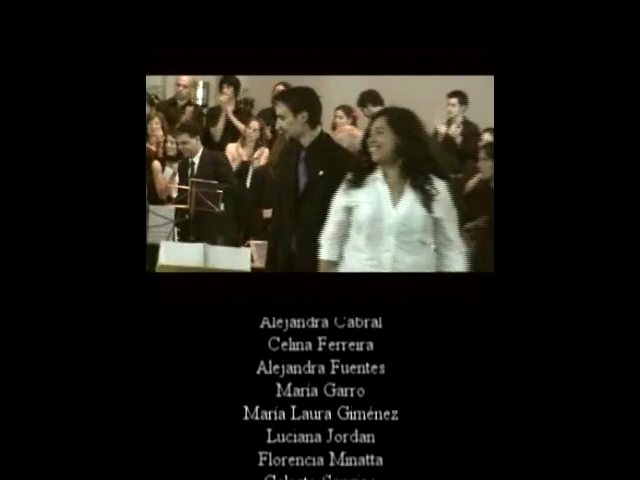 Alejandra Cabral
Celina Ferreira
Alejandra Fuentes
María Garro
María Laura Giménez
Luciana Jordan
Florencia Minatta